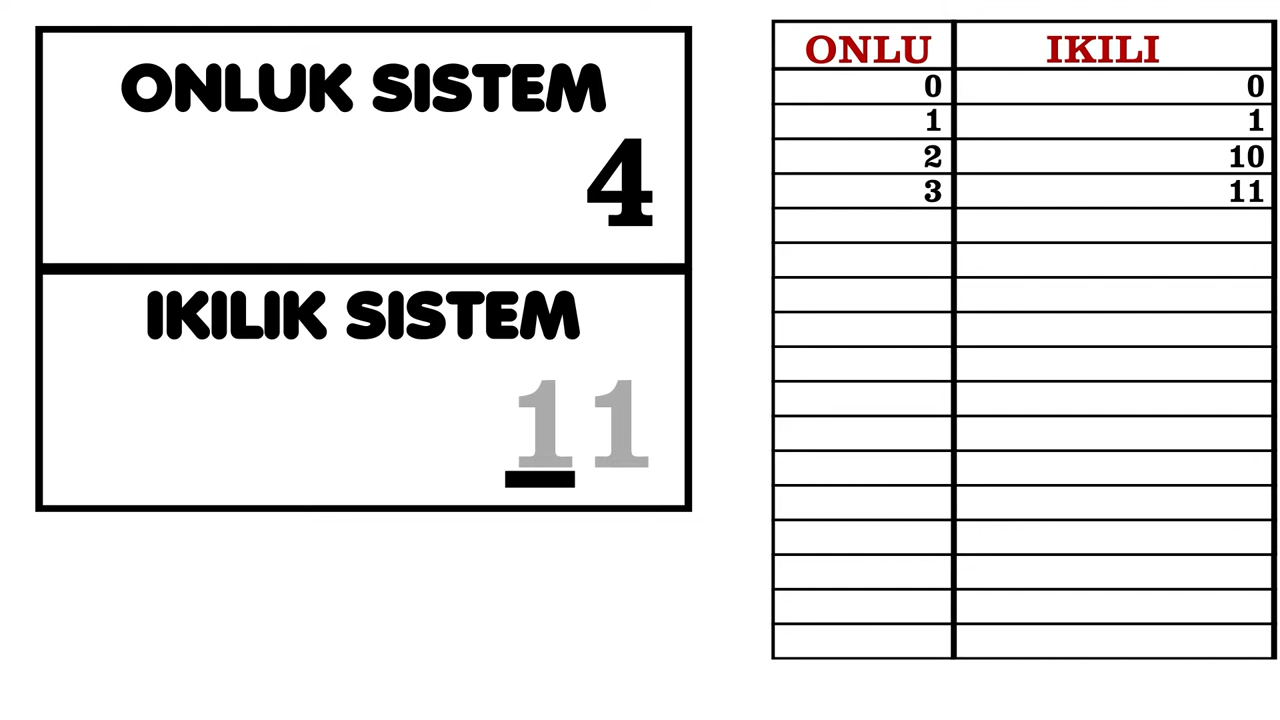 ONLUK SISTEM
4
IKILIK SISTEM
11
ONLU IKILI
0 0
1 1
2 10
3 11